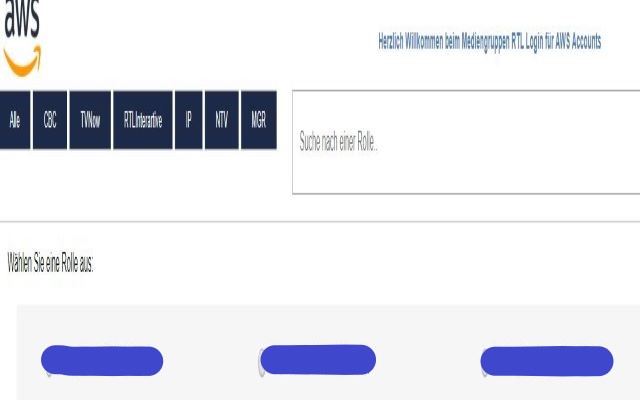 aws
Herzlich Willkommen beim Mediengruppen RTL Login für AWS Accounts
Alle CBC TVNow RTLInterartive IP NTV MGR
Suche nach einer Rolle..
Wählen Sie eine Rolle aus: